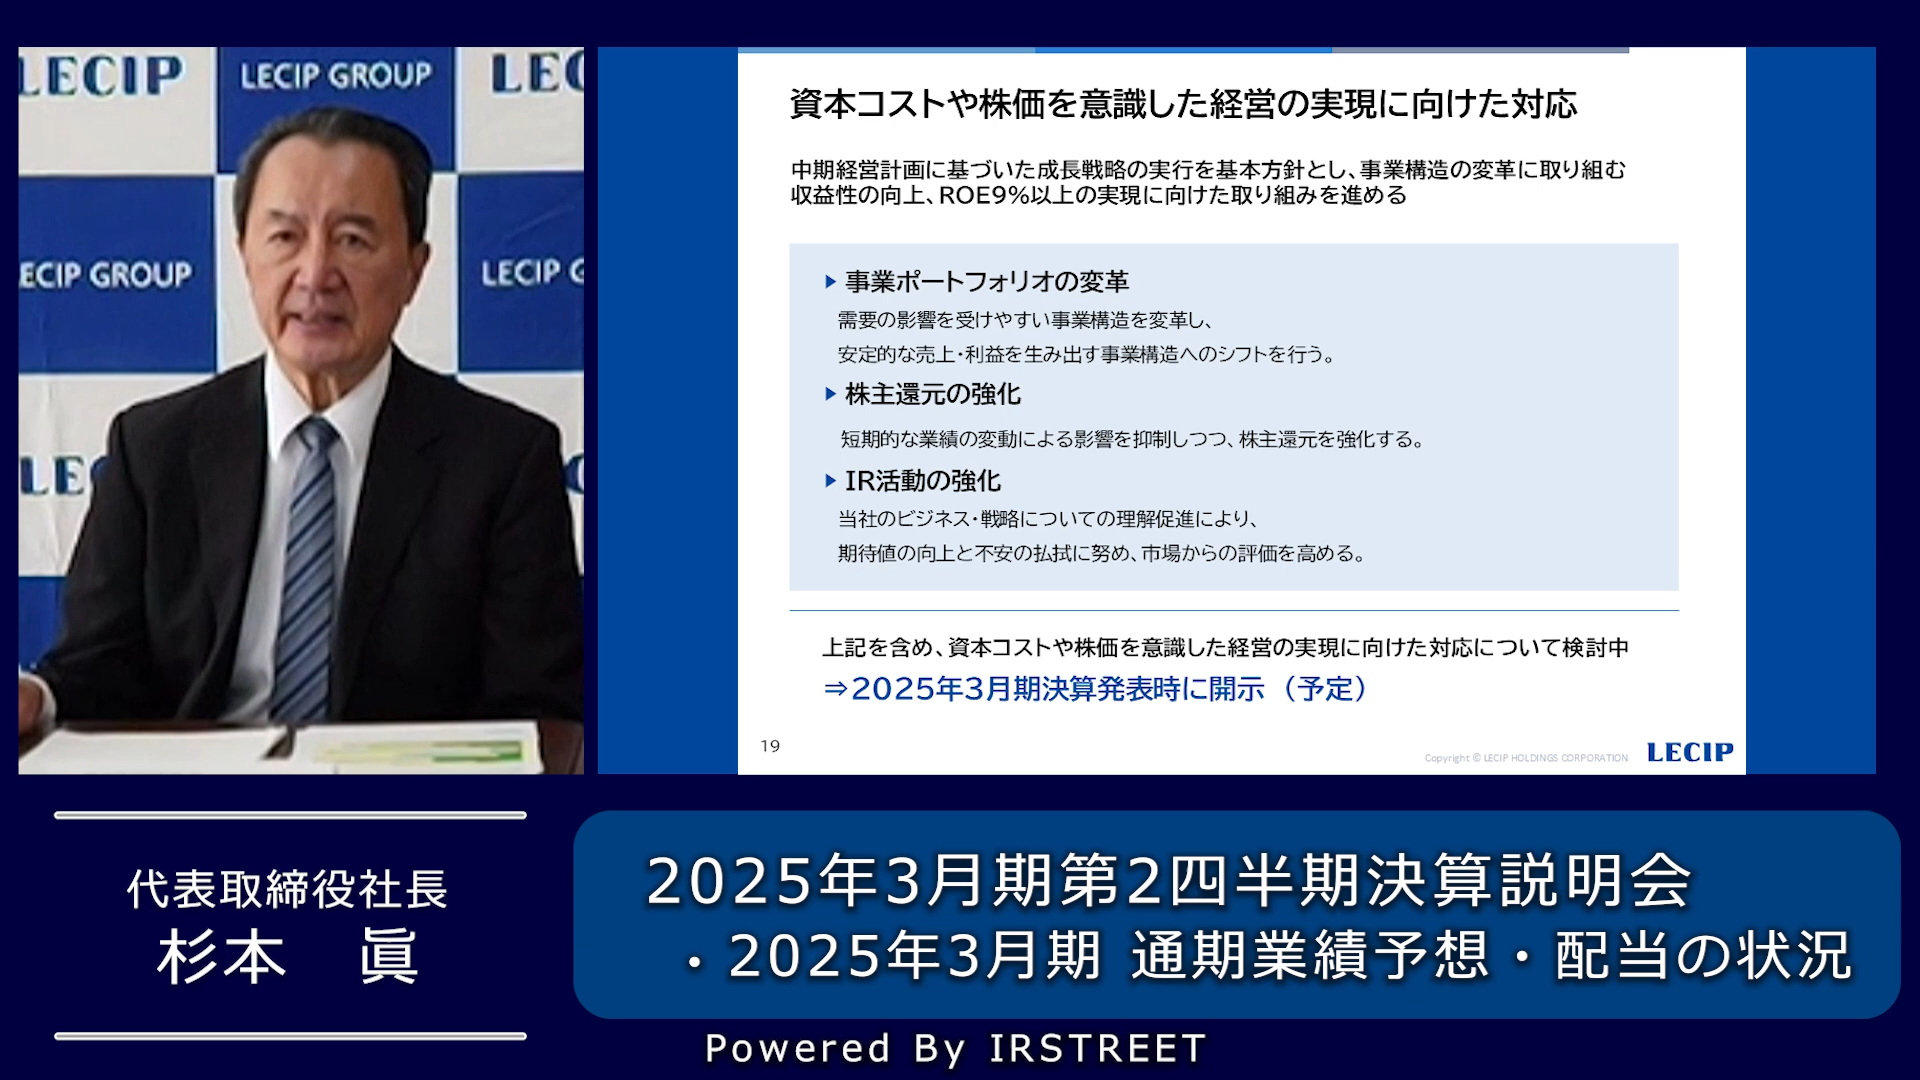 LECIP
LECIP GROUP
LEC
ECIP GROUP
LECIP G
LE
資本コストや株価を意識した経営の実現に向けた対応
中期経営計画に基づいた成長戦略の実行を基本方針とし、事業構造の変革に取り組む
収益性の向上、ROE9%以上の実現に向けた取り組みを進める
▶ 事業ポートフォリオの変革
需要の影響を受けやすい事業構造を変革し、
安定的な売上・利益を生み出す事業構造へのシフトを行う。
▶ 株主還元の強化
短期的な業績の変動による影響を抑制しつつ、株主還元を強化する。
▶ IR活動の強化
当社のビジネス・戦略についての理解促進により、
期待値の向上と不安の払拭に努め、市場からの評価を高める。
上記を含め、資本コストや株価を意識した経営の実現に向けた対応について検討中
⇒2025年3月期決算発表時に開示（予定）
19
Copyright © LECIP HOLDINGS CORPORATION
LECIP
代表取締役社長
杉本　眞
2025年3月期第2四半期決算説明会
・2025年3月期 通期業績予想・配当の状況
Powered By IRSTREET